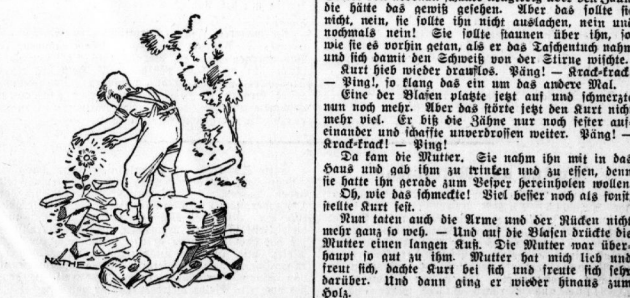 die hätte das gewiß gesehen. Aber das sollte sie
nicht, nein, sie sollte ihn nicht auslachen, nein und
nochmals nein! Sie sollte staunen über ihn, so
wie sie es vorhin getan, als er das Taschentuch nahm
und sich damit den Schweiß von der Stirne wischte.
Kurt hieb wieder drauflos. Päng! — Krack-krack
— Ping!, so klang das ein um das andere Mal.
Eine der Blasen platzte jetzt auf und schmerzte
nun noch mehr. Aber das störte jetzt den Kurt nicht
mehr viel. Er biß die Zähne nur noch fester auf-
einander und schaffte unverdrossen weiter. Päng! —
Krack-krack! — Ping!
Da kam die Mutter. Sie nahm ihn mit in das
Haus und gab ihm zu trinken und zu essen, denn
sie hatte ihn gerade zum Vesper hereinholen wollen.
Oh, wie das schmeckte! Viel besser noch als sonst,
stellte Kurt fest.
Nun taten auch die Arme und der Rücken nicht
mehr ganz so weh. — Und auf die Blasen drückte die
Mutter einen langen Kuß. Die Mutter war über-
haupt so gut zu ihm. Mutter hat mich lieb und
freut sich, dachte Kurt bei sich und freute sich sehr
darüber. Und dann ging er wieder hinaus zum
Holz.
NATHE